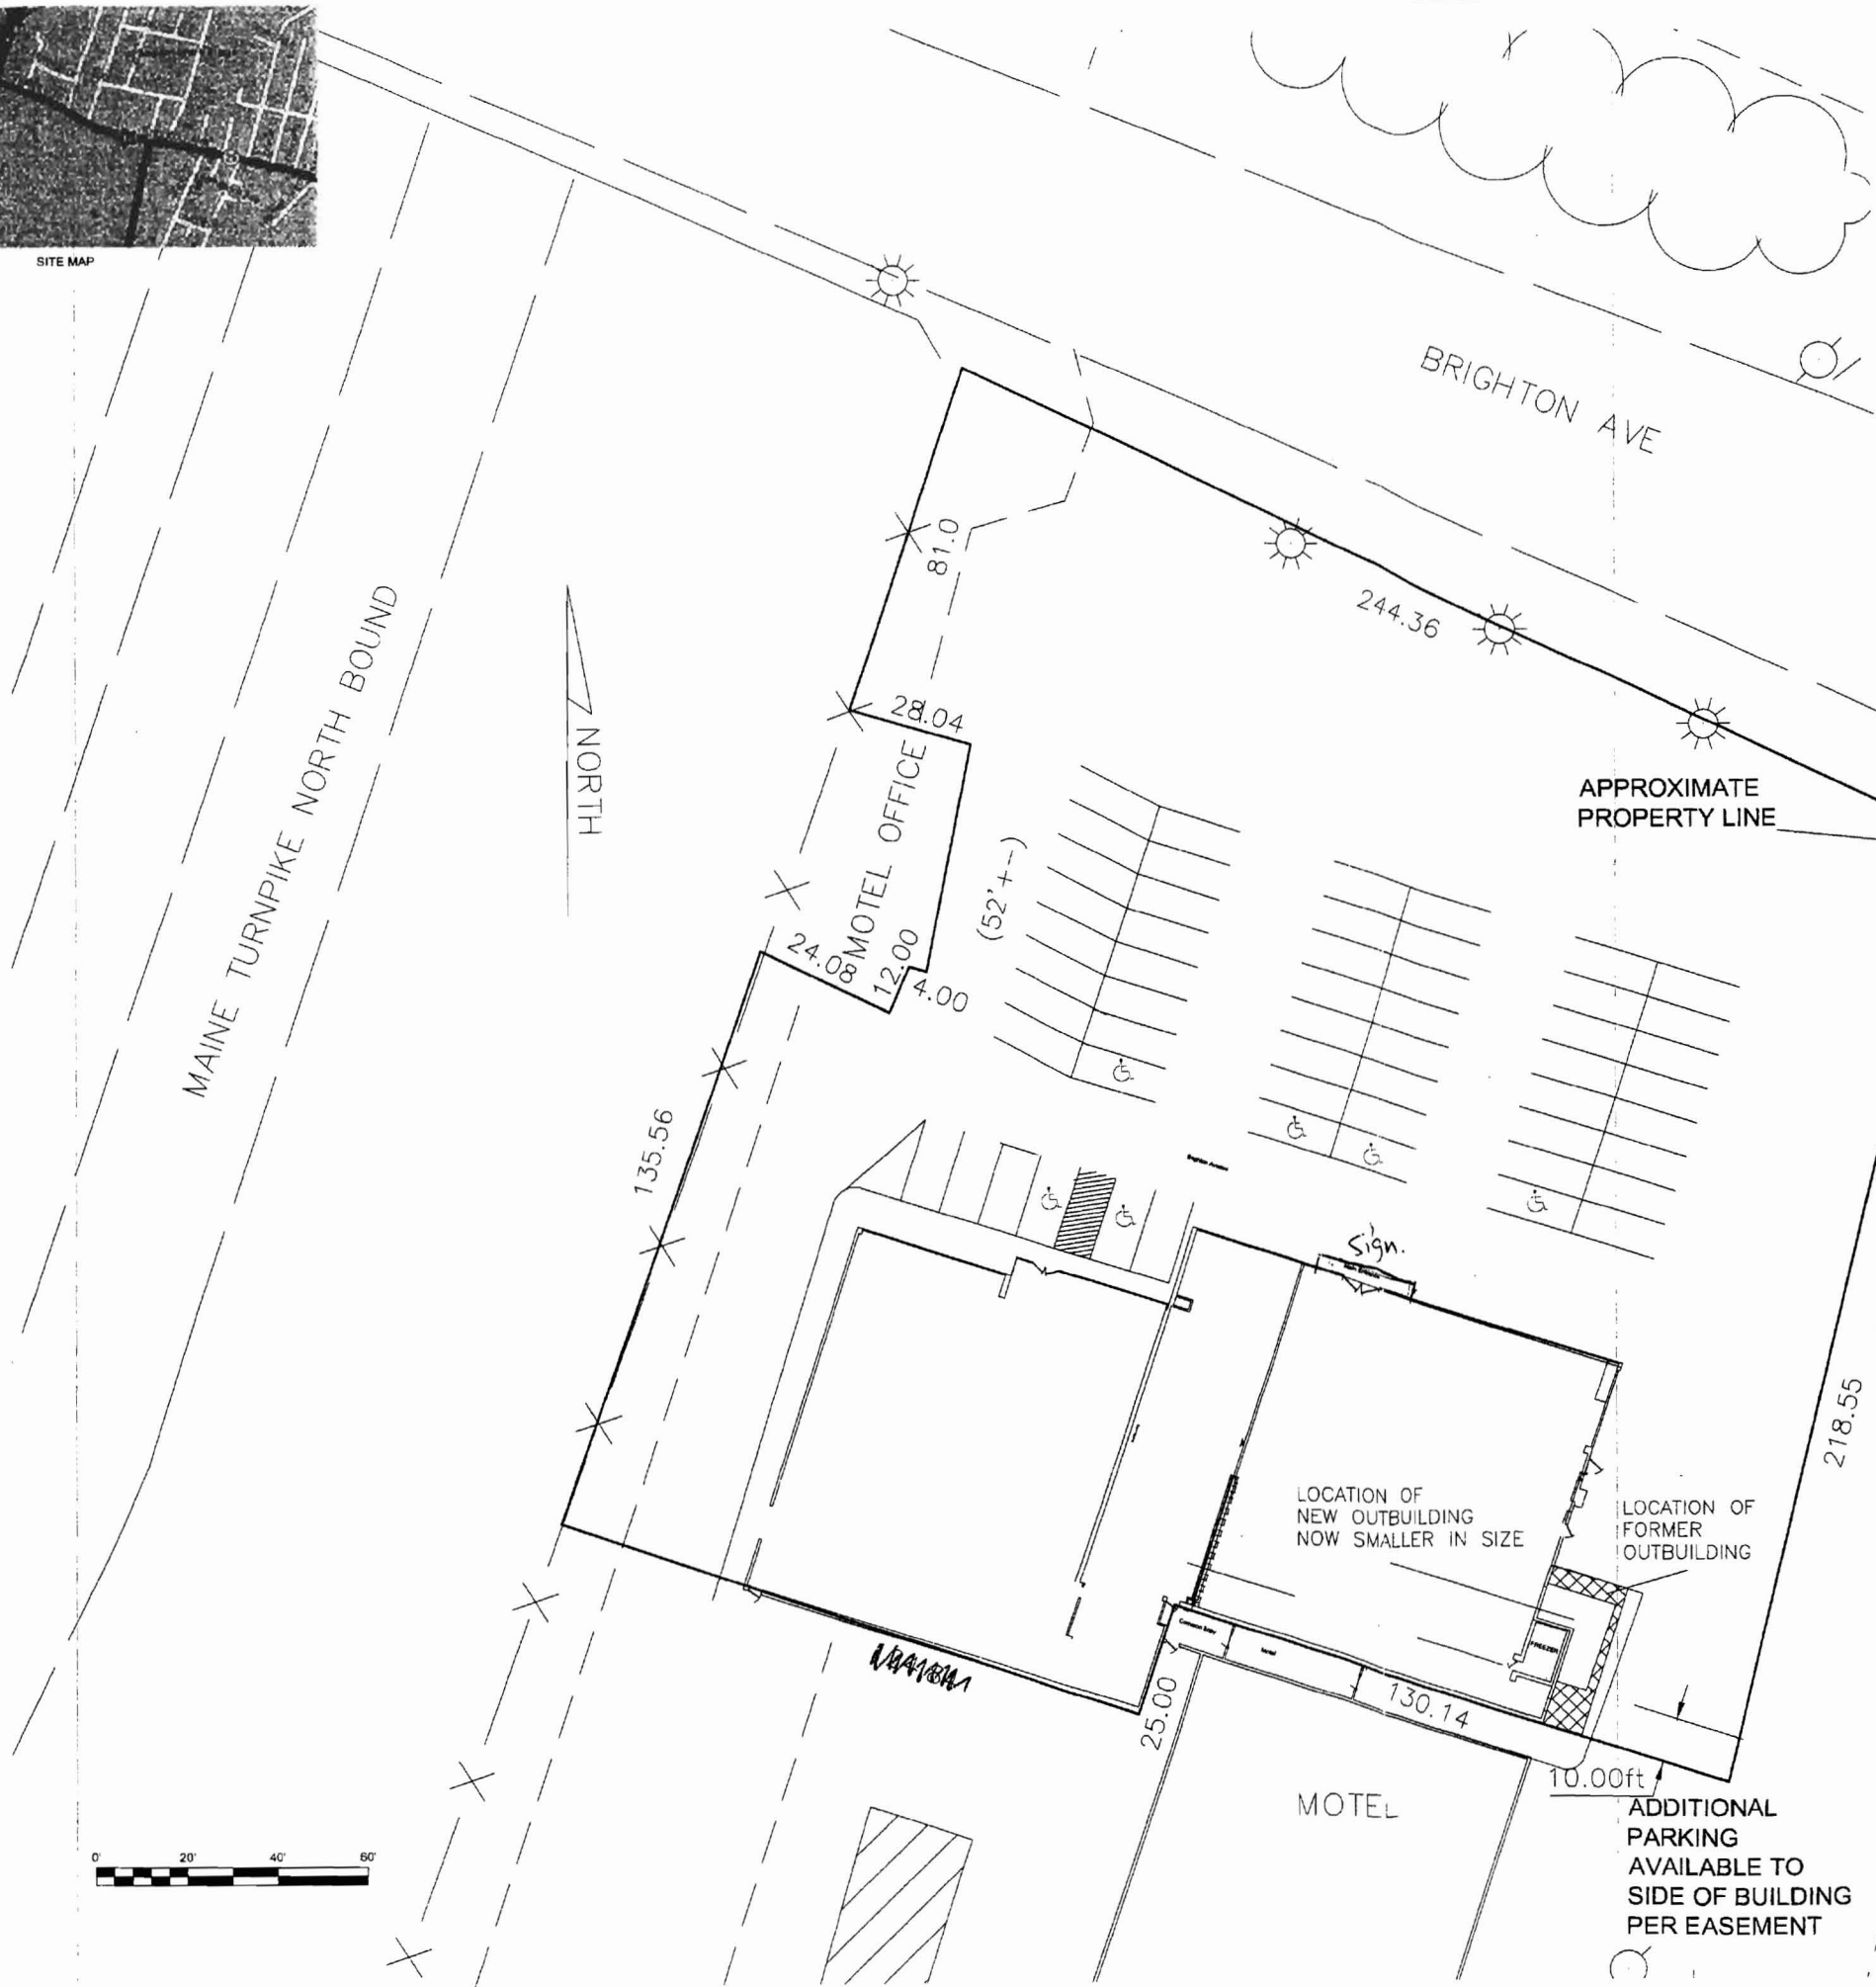 SITE MAP
BRIGHTON AVE
81.0
244.36
MAINE TURNPIKE NORTH BOUND
NORTH
28.04
MOTEL OFFICE
(52'+-)
APPROXIMATE
PROPERTY LINE
24.08
12.00
4.00
135.56
Brighton Avenue
Sign.
218.55
LOCATION OF
NEW OUTBUILDING
NOW SMALLER IN SIZE
LOCATION OF
FORMER
OUTBUILDING
FREEZER
25.00
130.14
10.00ft
MOTEL
ADDITIONAL
PARKING
AVAILABLE TO
SIDE OF BUILDING
PER EASEMENT
0' 20' 40' 60'